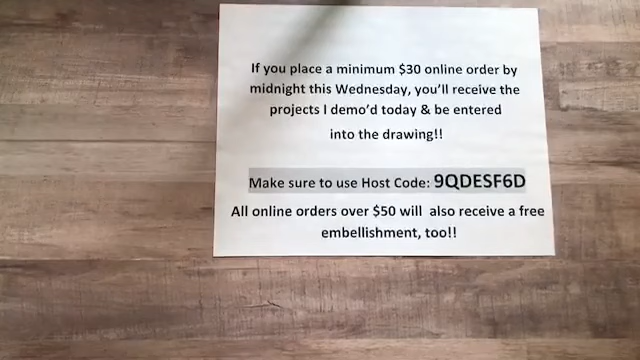 If you place a minimum $30 online order by
midnight this Wednesday, you'll receive the
projects I demo'd today & be entered
into the drawing!!
Make sure to use Host Code: 9QDESF6D
All online orders over $50 will  also receive a free
embellishment, too!!